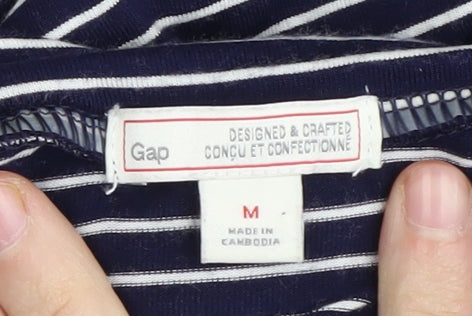 Gap
DESIGNED & CRAFTED
CONÇU ET CONFECTIONNÉ
M
MADE IN
CAMBODIA